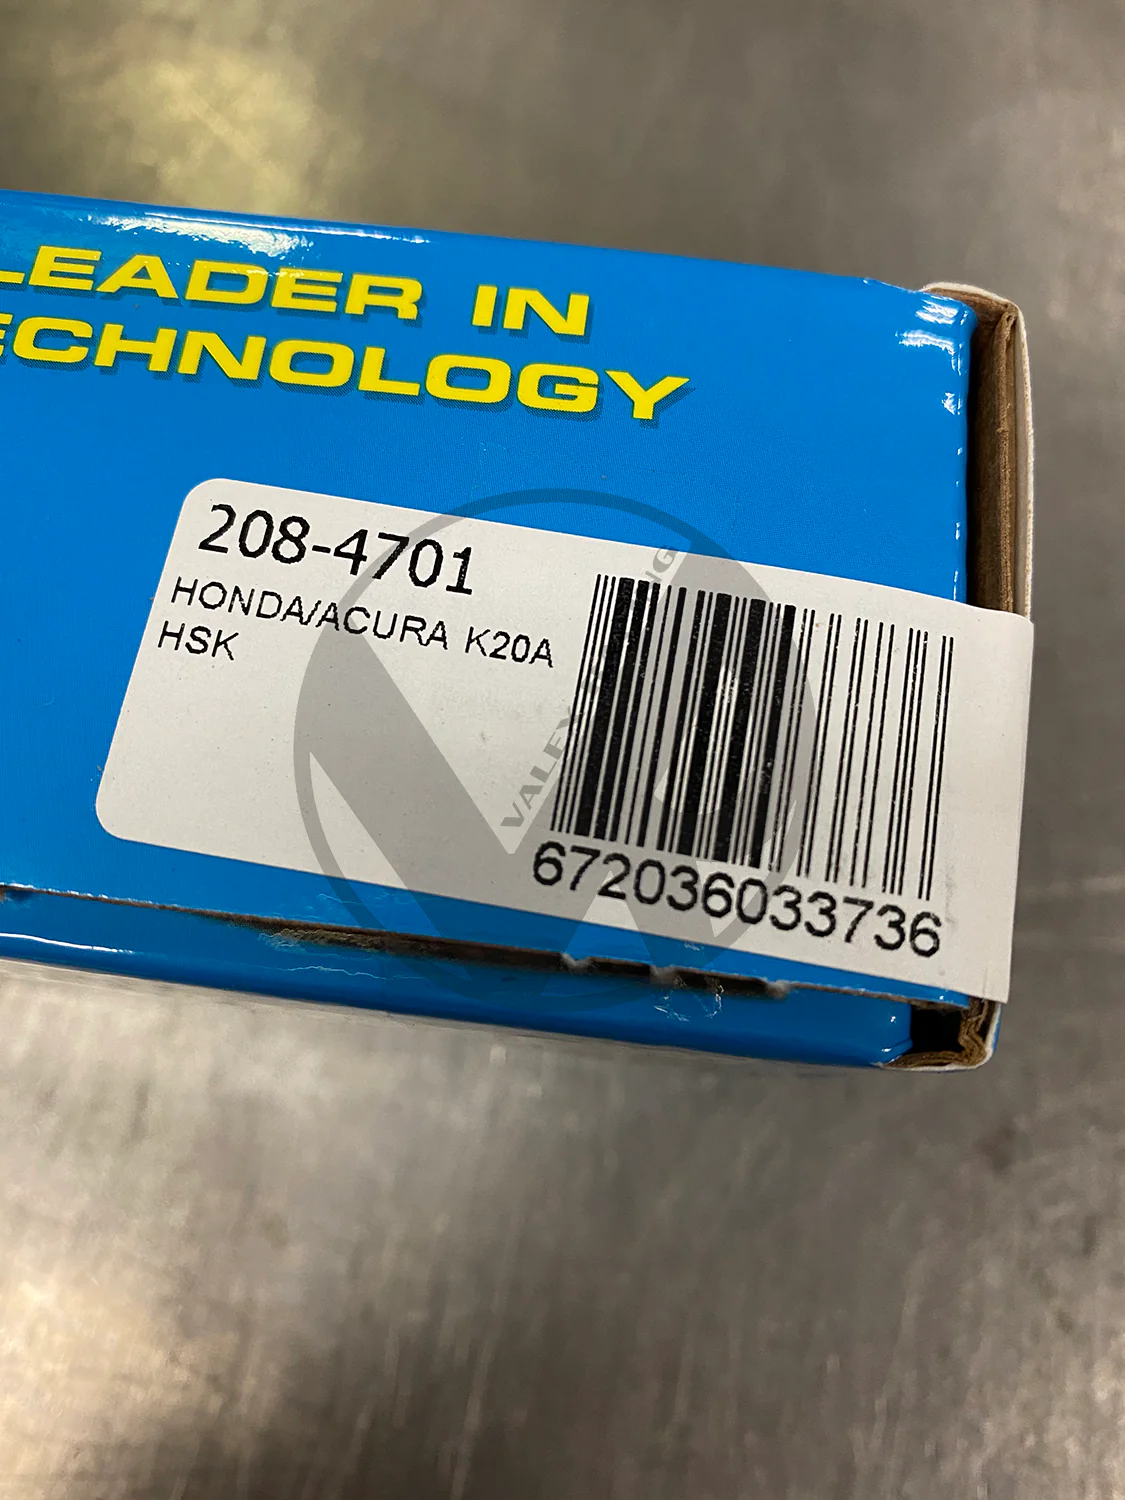 LEADER IN
ECHNOLOGY
208-4701
HONDA/ACURA K20A
HSK
672036033736